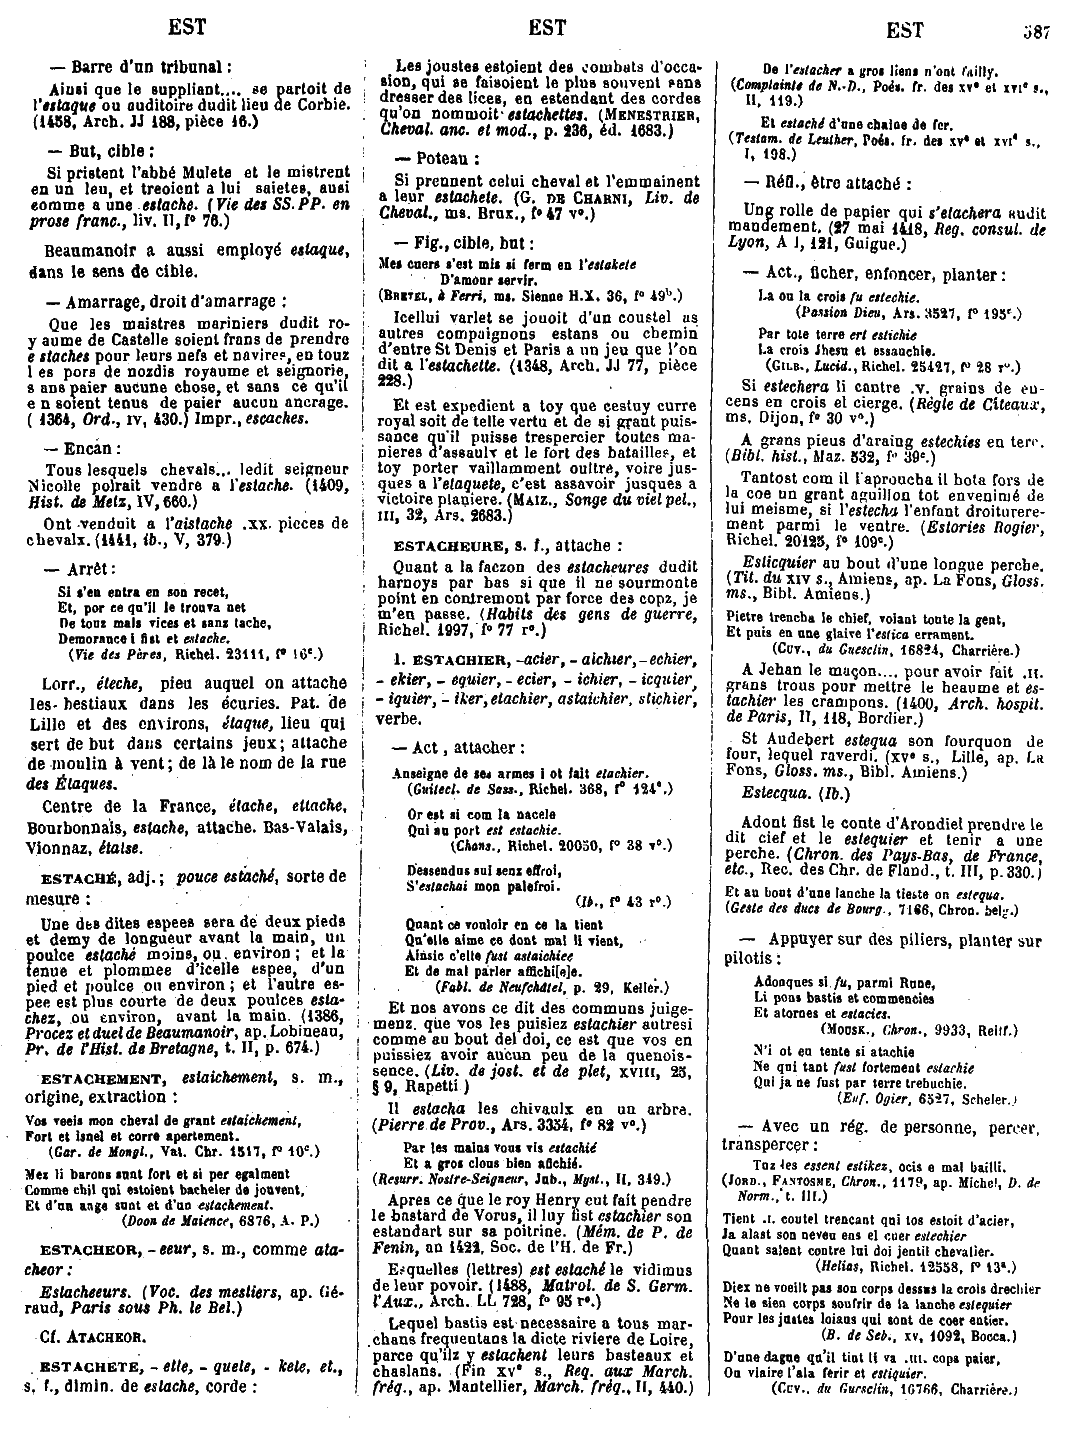 EST
EST
EST
587
— Barre d'un tribunal :
Ainsi que le suppliant.... se partoit de
l'estaque ou auditoire dudit lieu de Corbie.
(1458, Arch. JJ 188, pièce 16.)
— But, cible :
Si pristent l'abbé Mulete et le mistrent
en un leu, et treoient a lui saietes, ausi
comme a une estache. (Vie des SS. PP. en
prose franc., liv. II, f° 76.)
Beaumanoir a aussi employé estaque,
dans le sens de cible.
— Amarrage, droit d'amarrage :
Que les maistres mariniers dudit ro-
yaume de Castelle soient frans de prendre
estaches pour leurs nefs et navires, en touz
les pors de nozdis royaume et seignorie,
sans paier aucune chose, et sans ce qu'il
en soient tenus de paier aucun ancrage.
(1364, Ord., IV, 430.) Impr., escaches.
— Encan :
Tous lesquels chevals... ledit seigneur
Nicolle polrait vendre a l'estache. (1409,
Hist. de Metz, IV, 660.)
Ont venduit a l'aistache .xx. picces de
chevalx. (1441, ib., V, 379.)
— Arrêt :
Si s'en entra en son recet,
Et, por ce qu'il le trouva net
De touz mals vices et sans tache,
Demorance i fist et estache.
(Vie des Pères, Richel. 23111, f° 16c.)
Lorr., éteche, pieu auquel on attache
les bestiaux dans les écuries. Pat. de
Lille et des environs, étaque, lieu qui
sert de but dans certains jeux; attache
de moulin à vent; de là le nom de la rue
des Étaques.
Centre de la France, étache, ettache,
Bourbonnais, estache, attache. Bas-Valais,
Vionnaz, étaise.
ESTACHÉ, adj.; pouce estaché, sorte de
mesure :
Une des dites espees sera de deux pieds
et demy de longueur avant la main, un
poulce estaché moins, ou environ; et la
tenue et plommee d'icelle espee, d'un
pied et poulce ou environ; et l'autre es-
pee est plus courte de deux poulces esta-
chez, ou environ, avant la main. (1386,
Procez et duel de Beaumanoir, ap. Lobineau,
Pr. de l'Hist. de Bretagne, t. II, p. 674.)
ESTACHEMENT, estaichement, s. m.,
origine, extraction :
Vos veeis mon cheval de grant estaichement,
Fort et isnel et corre apertement.
(Gar. de Mongl., Vat. Chr. 1517, f° 10c.)
Mez li barons sunt fort et si per egalment
Comme chil qui estoient bacheler de jouvent,
Et d'un ange sunt et d'un estachement.
(Doon de Maience, 6876, A. P.)
ESTACHEOR, -eeur, s. m., comme ata-
cheor :
Estacheeurs. (Voc. des mestiers, ap. Gé-
raud, Paris sous Ph. le Bel.)
Cf. ATACHEOR.
ESTACHETE, - ette, - quete, - kete, et.,
s. f., dimin. de estache, corde :
Les joustes estoient des combats d'occa-
sion, qui se faisoient le plus souvent sans
dresser des lices, en estendant des cordes
qu'on nommoit estachettes. (MENESTRIER,
Cheval. anc. et mod., p. 236, éd. 1683.)
— Poteau :
Si prennent celui cheval et l'emmainent
a leur estachete. (G. DE CHARNI, Liv. de
Cheval., ms. Brux., f° 47 v°.)
— Fig., cible, but :
Mes cuers s'est mis si ferm en l'estakete
D'amour servir.
(BRETEL, à Ferri, ms. Sienne H.X. 36, f° 49b.)
Icellui varlet se jouoit d'un coustel us
autres compaignons estans ou chemin
d'entre St Denis et Paris a un jeu que l'on
dit a l'estachette. (1348, Arch. JJ 77, pièce
228.)
Et est expedient a toy que cestuy curre
royal soit de telle vertu et de si grant puis-
sance qu'il puisse trespercier toutes ma-
nieres d'assault et le fort des batailles, et
toy porter vaillamment oultre, voire jus-
ques a l'etaquete, c'est assavoir jusques a
victoire planiere. (MAIZ., Songe du viel pel.,
III, 32, Ars. 2683.)
ESTACHEURE, s. f., attache :
Quant a la faczon des estacheures dudit
harnoys par bas si que il ne sourmonte
point en contremont par force des copz, je
m'en passe. (Habits des gens de guerre,
Richel. 1997, f° 77 r°.)
1. ESTACHIER, -acier, - aichier, -echier,
- ekier, - equier, - ecier, - ichier, - icquier,
- iquier, - iker, etachier, astaichier, stichier,
verbe.
— Act, attacher :
Anseigne de ses armes i ot fait etachier.
(Guitecl. de Sass., Richel. 368, f° 124a.)
Or est si com la nacele
Qui au port est estachie.
(Chans., Richel. 20050, f° 38 v°.)
Dessendus sui senz effroi,
S'estachai mon palefroi.
(Ib., f° 43 r°.)
Quant ce vouloir en ce la tient
Qu'elle aime ce dont mal li vient,
Ainsic c'elle fust astaichiee
Et de mal parler affichi[e]e.
(Fabl. de Neufchâtel, p. 29, Keller.)
Et nos avons ce dit des communs juige-
menz, que vos les puisiez estachier autresi
comme au bout del doi, ce est que vos en
puissiez avoir aucun peu de la quenois-
sence. (Liv. de jost. et de plet, XVIII, 23,
§ 9, Rapetti)
Il estacha les chivaulx en un arbre.
(Pierre de Prov., Ars. 3354, f° 82 v°.)
Par les mains vous vis estachié
Et a gros clous bien afichié.
(Resurr. Nostre-Seigneur, Jub., Myst., II, 349.)
Apres ce que le roy Henry eut fait pendre
le bastard de Vorus, il luy fist estachier son
estandart sur sa poitrine. (Mém. de P. de
Fenin, an 1422, Soc. de l'H. de Fr.)
Esquelles (lettres) est estaché le vidimus
de leur povoir. (1488, Matrol. de S. Germ.
l'Aux., Arch. LL 728, f° 95 r°.)
Lequel bastis est necessaire a tous mar-
chans frequentans la dicte riviere de Loire,
parce qu'ilz y estachent leurs basteaux et
chaslans. (Fin XVe s., Req. aux March.
fréq., ap. Mantellier, March. fréq., II, 440.)
De l'estacher a gros liens n'ont failly.
(Complainte de N.-D., Poés. fr. des XVe et XVIe s.,
II, 119.)
Et estaché d'une chaine de fer.
(Testam. de Leuther, Poés. fr. des XVe et XVIe s.,
I, 198.)
— Réfl., être attaché :
Ung rolle de papier qui s'etachera audit
mandement. (27 mai 1418, Reg. consul. de
Lyon, A I, 121, Guigue.)
— Act., ficher, enfoncer, planter :
La ou la crois fu estechie.
(Passion Dieu, Ars. 3527, f° 195c.)
Par tote terre ert estichie
La crois Jhesu et essauchie.
(GILB., Lucid., Richel. 25427, f° 28 r°.)
Si estechera li cantre .v. grains de en-
cens en crois el cierge. (Règle de Cîteaux,
ms. Dijon, f° 30 v°.)
A grans pieus d'araing estechies en terre.
(Bibl. hist., Maz. 532, f° 39c.)
Tantost com il l'aproucha il bota fors de
la coe un grant aguillon tot envenimé de
lui meisme, si l'estecha l'enfant droiturere-
ment parmi le ventre. (Estories Rogier,
Richel. 20125, f° 109c.)
Esticquier au bout d'une longue perche.
(Tit. du XIV s., Amiens, ap. La Fons, Gloss.
ms., Bibl. Amiens.)
Pietre trencha le chief, volant toute la gent,
Et puis en une glaive l'estica errament.
(CUV., du Guesclin, 16824, Charrière.)
A Jehan le maçon..., pour avoir fait .II.
grans trous pour mettre le heaume et es-
tachier les crampons. (1400, Arch. hospit.
de Paris, II, 118, Bordier.)
St Audebert estequa son fourquon de
four, lequel raverdi. (XVe s., Lille, ap. La
Fons, Gloss. ms., Bibl. Amiens.)
Estecqua. (Ib.)
Adont fist le conte d'Arondiel prendre le
dit cief et le estequier et tenir a une
perche. (Chron. des Pays-Bas, de France,
etc., Rec. des Chr. de Fland., t. III, p. 330.)
Et au bout d'une lanche la tieste on estequa.
(Geste des ducs de Bourg., 7166, Chron. belg.)
— Appuyer sur des piliers, planter sur
pilotis :
Adonques si fu, parmi Rune,
Li pons bastis et commencies
Et atornes et estacies.
(MOUSK., Chron., 9933, Reiff.)
N'i ot en tente si atachie
Ne qui tant fust fortement estachie
Qui ja ne fust par terre trebuchie.
(Enf. Ogier, 6527, Scheler.)
— Avec un rég. de personne, percer,
transpercer :
Tuz les essent estikez, ocis e mal bailli.
(JORD., FANTOSME, Chron., 1179, ap. Michel, D. de
Norm., t. III.)
Tient .I. coutel trencant qui tos estoit d'acier,
Ja alast son neveu ens el cuer estechier
Quant salent contre lui doi jentil chevalier.
(Helias, Richel. 12558, f° 13a.)
Diex ne voeilt pas son corps dessus la crois drechier
Ne le sien corps soufrir de la lanche estequier
Pour les justes loians qui sont de coer entier.
(B. de Seb., XV, 1092, Bocca.)
D'une dague qu'il tint li va .III. cops paier,
Ou viaire l'ala ferir et estiquier.
(CUV., du Guesclin, 16766, Charrière.)